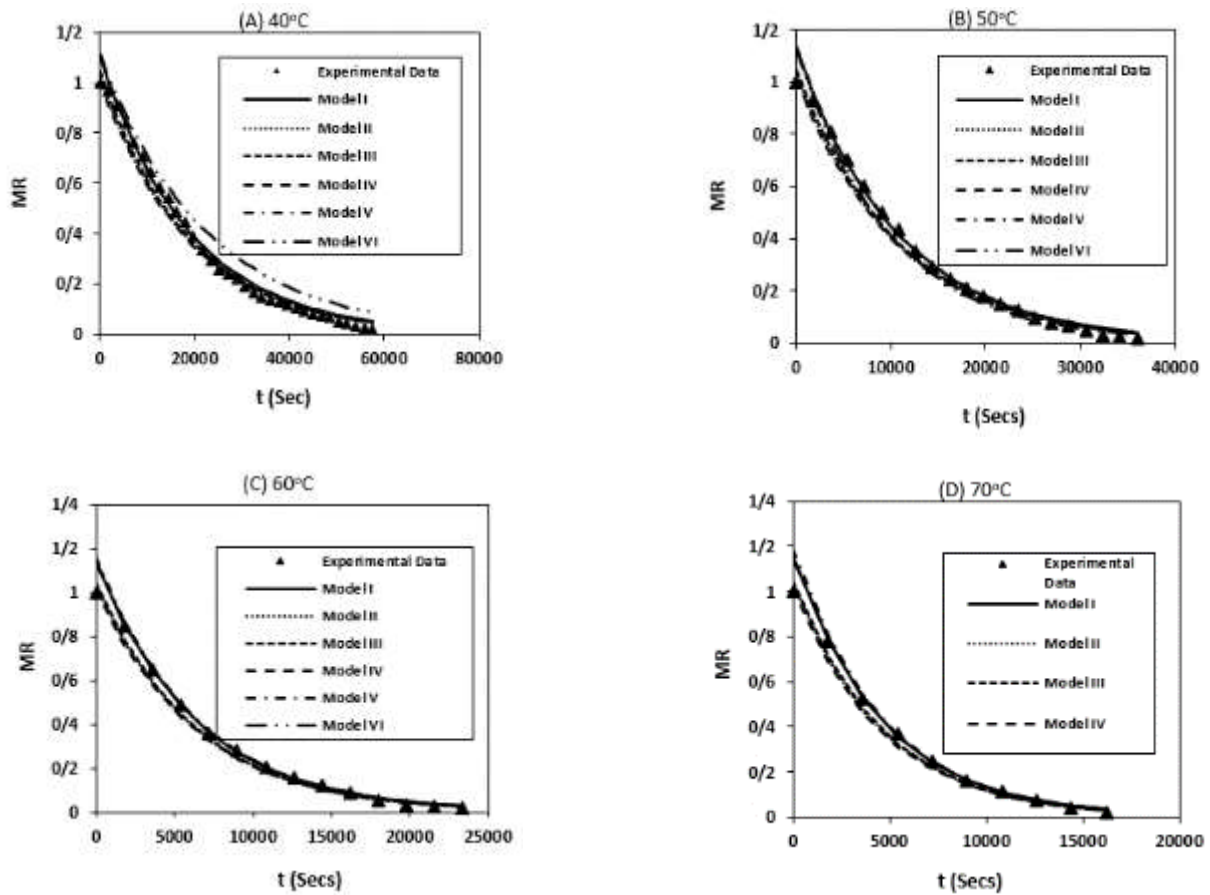 (A) 40°C
1/2
1
0/8
0/6
0/4
0/2
0
MR
0 20000 40000 60000 80000
t (Sec)
Experimental Data
Model I
Model II
Model III
Model IV
Model V
Model VI
(B) 50°C
1/2
1
0/8
0/6
0/4
0/2
0
MR
0 10000 20000 30000 40000
t (Secs)
Experimental Data
Model I
Model II
Model III
Model IV
Model V
Model VI
(C) 60°C
1/4
1/2
1
0/8
0/6
0/4
0/2
0
MR
0 5000 10000 15000 20000 25000
t (Secs)
Experimental Data
Model I
Model II
Model III
Model IV
Model V
Model VI
(D) 70°C
1/4
1/2
1
0/8
0/6
0/4
0/2
0
MR
0 5000 10000 15000 20000
t (Secs)
Experimental
Data
Model I
Model II
Model III
Model IV